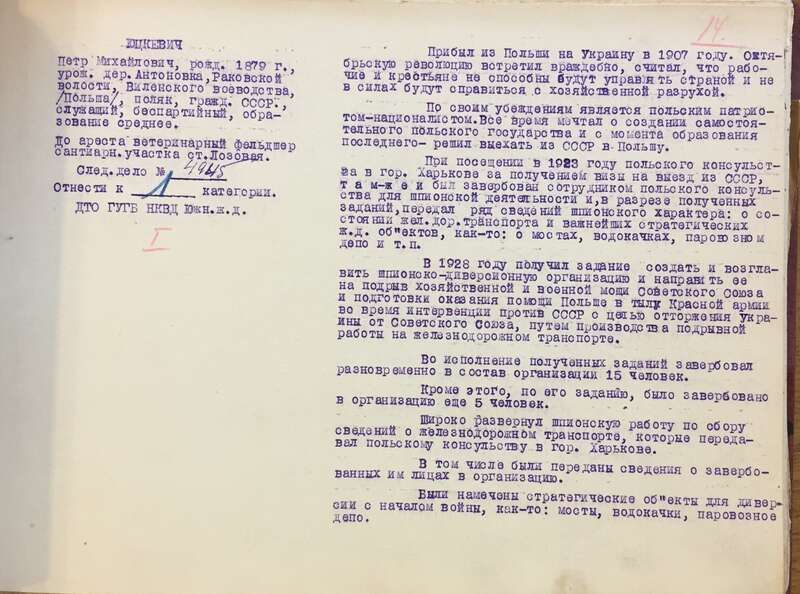 14.
ЮЦКЕВИЧ
Петр Михайлович, рожд. 1879 г.,
урож. дер. Антоновка, Раковской
волости, Виленского воеводства,
/Польша/, поляк, гражд. СССР,
служащий, беспартийный, обра-
зование среднее.
До ареста ветеринарный фельдшер
сантиарн.участка ст.Лозовая.
След.дело № 4945
Отнести к 1 категории.
ДТО ГУГБ НКВД Южн.ж.д.
I
Прибыл из Польши на Украину в 1907 году. Октя-
брьскую революцию встретил враждебно, считал, что рабо-
чие и крестьяне не способны будут управять страной и не
в силах будут оправиться с хозяйственной разрухой.
По своим убеждениям является польским патрио-
том-националистом.Все время мечтал о создании самостоя-
тельного польского государства и с момента образования
последнего- решил выехать из СССР в Польшу.
При посещении в 1923 году польского консульст-
ва в гор. Харькове за получением визы на выезд из СССР,
т а м-ж е и был завербован сотрудником польского консуль-
ства для шпионской деятельности и,в разрезе полученных
заданий,передал ряд сведений шпионского характера: о со-
стоянии жел.дор.транспорта и важнейших стратегических
ж.д. об"ектов, как-то: о мостах, водокачках, паровозном
депо и т.п.
В 1928 году получил задание создать и возгла-
вить шпионско-диверсионную организацию и направить ее
на подрыв хозяйственной и военной мощи Советского Союза
и подготовки оказания помощи Польше в тылу Красной армии
во время интервенции против СССР с целью отторжения Укра-
ины от Советского Союза, путем производства подрывной
работы на железнодорожном транспорте.
Во исполнение полученных заданий завербовал
разновременно в состав организации 15 человек.
Кроме этого, по его заданию, было завербовано
в организацию еще 5 человек.
Широко развернул шпионскую работу по сбору
сведений о железнодорожном транспорте, которые переда-
вал польскому консульству в гор. Харькове.
В том числе были переданы сведения о завербо-
ванных им лицах в организацию.
Были намечены стратегические об"екты для дивер-
сии с началом войны, как-то: мосты, водокачки, паровозное
депо.